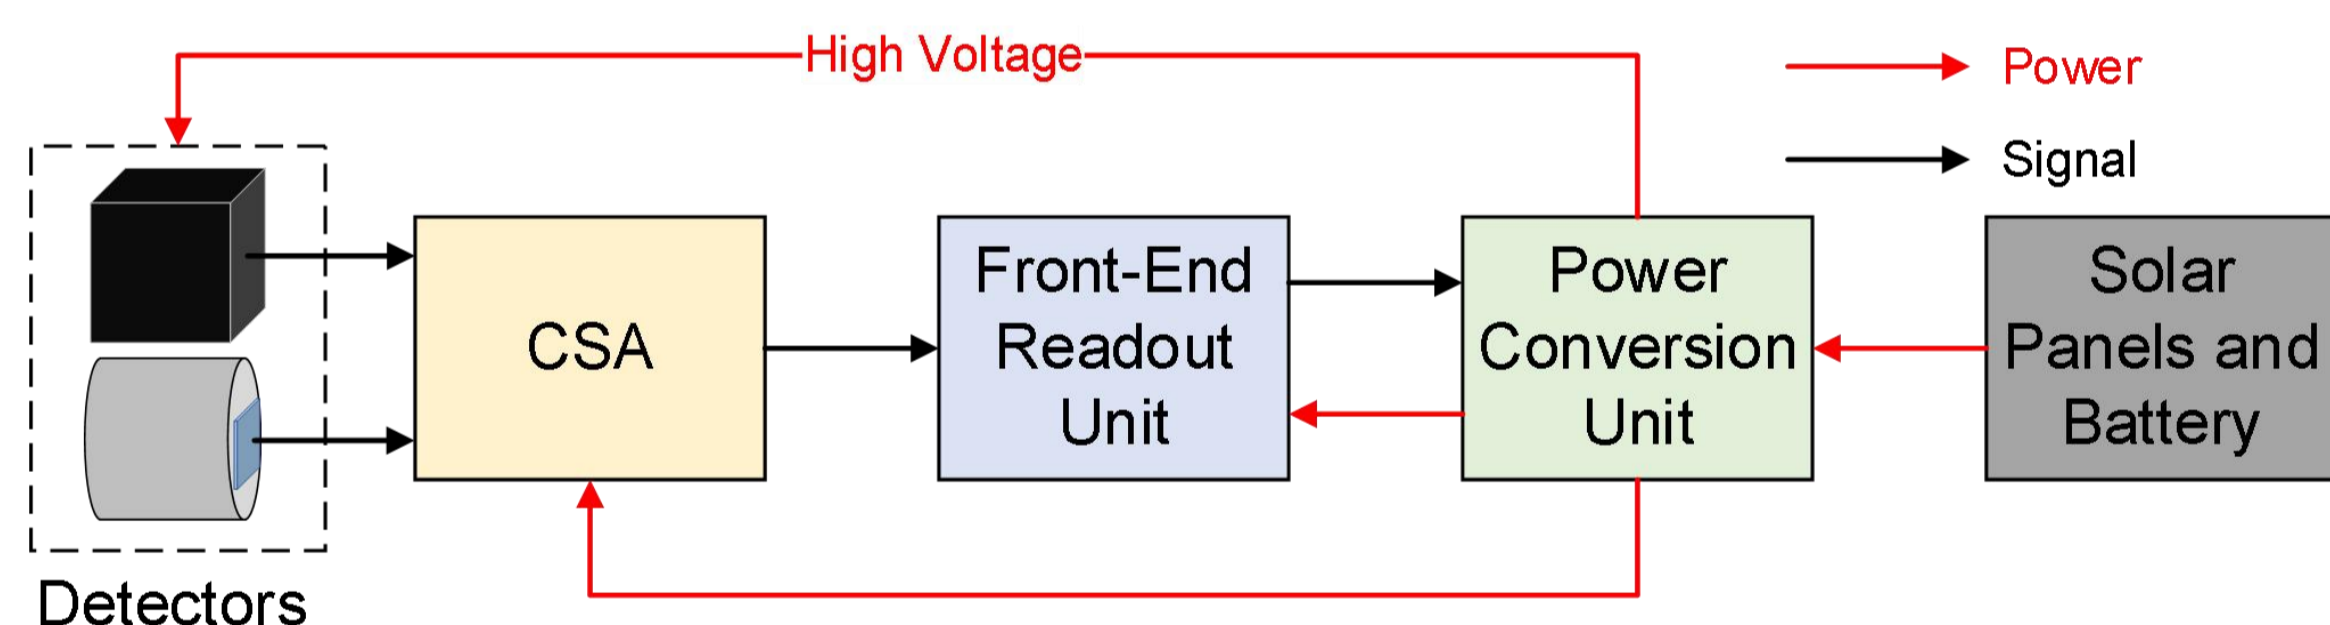 High Voltage
Power
Signal
CSA
Front-End
Readout
Unit
Power
Conversion
Unit
Solar
Panels and
Battery
Detectors